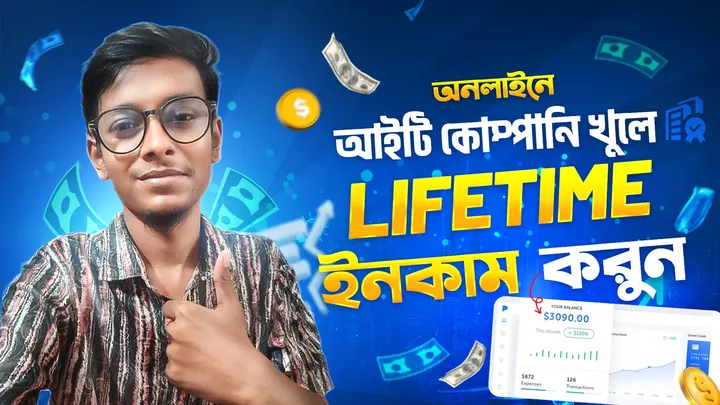 অনলাইনে
আইটি কোম্পানি খুলে
LIFETIME
ইনকাম করুন
YOUR BALANCE
$3090.00
This Month
$872
Expenses
126
Transactions